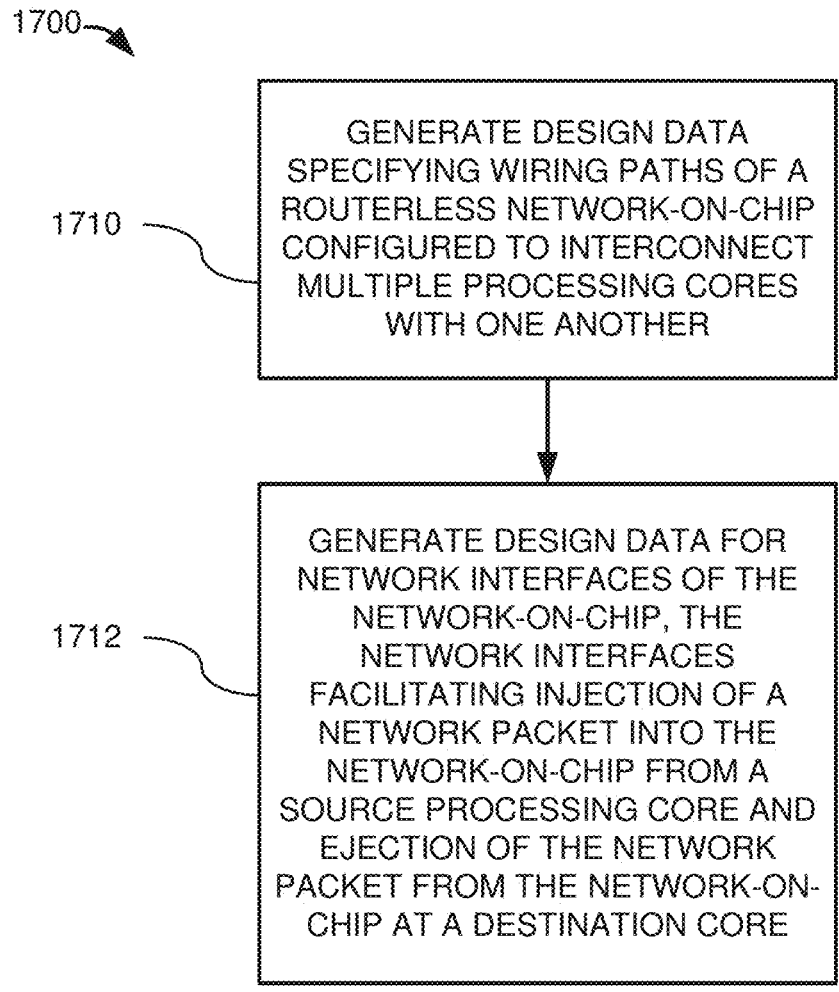 1700
GENERATE DESIGN DATA
SPECIFYING WIRING PATHS OF A
ROUTERLESS NETWORK-ON-CHIP
CONFIGURED TO INTERCONNECT
MULTIPLE PROCESSING CORES
WITH ONE ANOTHER
1710
GENERATE DESIGN DATA FOR
NETWORK INTERFACES OF THE
NETWORK-ON-CHIP, THE
NETWORK INTERFACES
FACILITATING INJECTION OF A
NETWORK PACKET INTO THE
NETWORK-ON-CHIP FROM A
SOURCE PROCESSING CORE AND
EJECTION OF THE NETWORK
PACKET FROM THE NETWORK-ON-
CHIP AT A DESTINATION CORE
1712